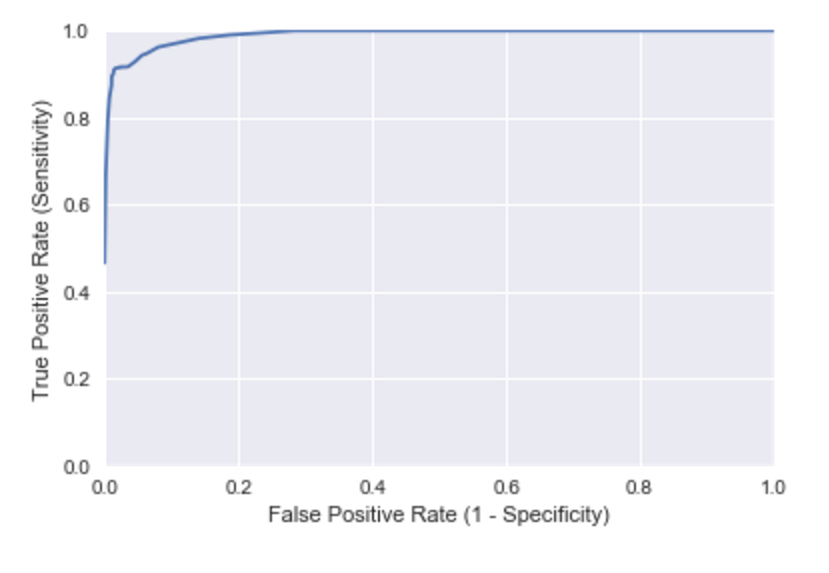 1.0
0.8
0.6
0.4
0.2
0.0
True Positive Rate (Sensitivity)
0.0 0.2 0.4 0.6 0.8 1.0
False Positive Rate (1 - Specificity)